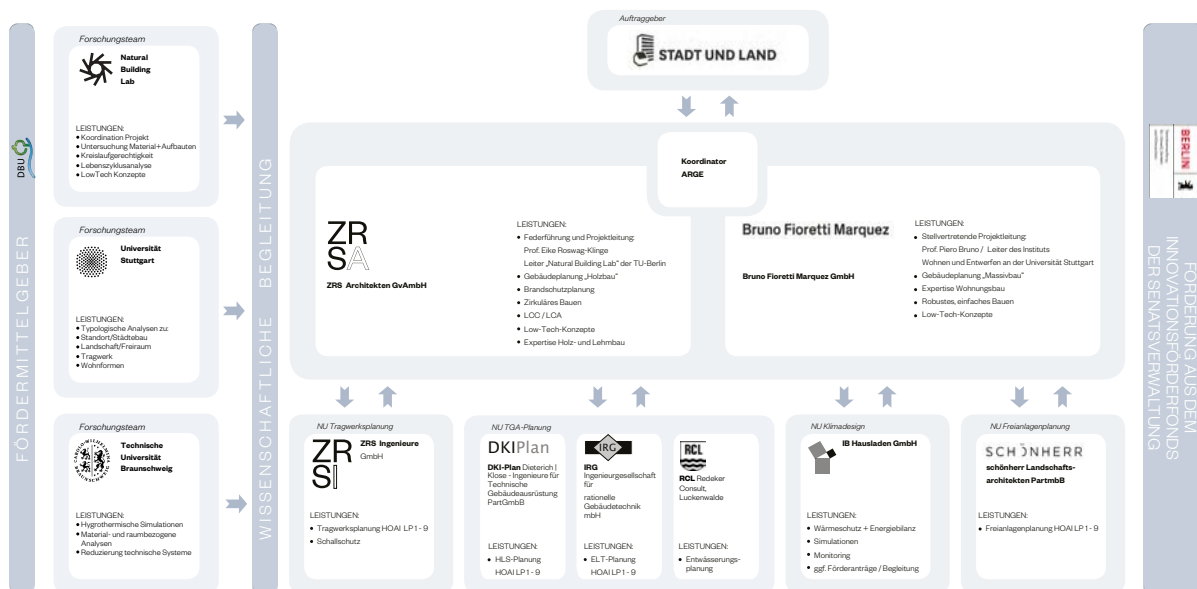 DBU
FÖRDERMITTELGEBER
Forschungsteam
Natural
Building
Lab
LEISTUNGEN:
• Koordination Projekt
• Untersuchung Material+Aufbauten
• Kreislaufgerechtigkeit
• Lebenszyklusanalyse
• LowTech Konzepte
Forschungsteam
Universität
Stuttgart
LEISTUNGEN:
• Typologische Analysen zu:
• Standort/Städtebau
• Landschaft/Freiraum
• Tragwerk
• Wohnformen
Forschungsteam
Technische
Universität
Braunschweig
LEISTUNGEN:
• Hygrothermische Simulationen
• Material- und raumbezogene
Analysen
• Reduzierung technische Systeme
WISSENSCHAFTLICHE BEGLEITUNG
Auftraggeber
STADT UND LAND
Koordinator
ARGE
ZR
SA
ZRS Architekten GvAmbH
LEISTUNGEN:
• Federführung und Projektleitung:
Prof. Eike Roswag-Klinge
Leiter „Natural Building Lab“ der TU-Berlin
• Gebäudeplanung „Holzbau“
• Brandschutzplanung
• Zirkuläres Bauen
• LCC / LCA
• Low-Tech-Konzepte
• Expertise Holz- und Lehmbau
Bruno Fioretti Marquez
Bruno Fioretti Marquez GmbH
LEISTUNGEN:
• Stellvertretende Projektleitung:
Prof. Piero Bruno / Leiter des Instituts
Wohnen und Entwerfen an der Universität Stuttgart
• Gebäudeplanung „Massivbau“
• Expertise Wohnungsbau
• Robustes, einfaches Bauen
• Low-Tech-Konzepte
NU Tragwerksplanung
ZR
SI
ZRS Ingenieure
GmbH
LEISTUNGEN:
• Tragwerksplanung HOAI LP 1 - 9
• Schallschutz
NU TGA-Planung
DKIPlan
DKI-Plan Dieterich |
Klose - Ingenieure für
Technische
Gebäudeausrüstung
PartGmbB
LEISTUNGEN:
• HLS-Planung
HOAI LP 1 - 9
IRG
IRG
Ingenieurgesellschaft
für
rationelle
Gebäudetechnik
mbH
LEISTUNGEN:
• ELT-Planung
HOAI LP 1 - 9
RCL
RCL Redeker
Consult,
Luckenwalde
LEISTUNGEN:
• Entwässerungs-
planung
NU Klimadesign
IB Hausladen GmbH
LEISTUNGEN:
• Wärmeschutz + Energiebilanz
• Simulationen
• Monitoring
• ggf. Förderanträge / Begleitung
NU Freianlagenplanung
SCHÖNHERR
schönherr Landschafts-
architekten PartmbB
LEISTUNGEN:
• Freianlagenplanung HOAI LP 1 - 9
BERLIN
FÖRDERUNG AUS DEM
INNOVATIONSFÖRDERFONDS
DER SENATSVERWALTUNG